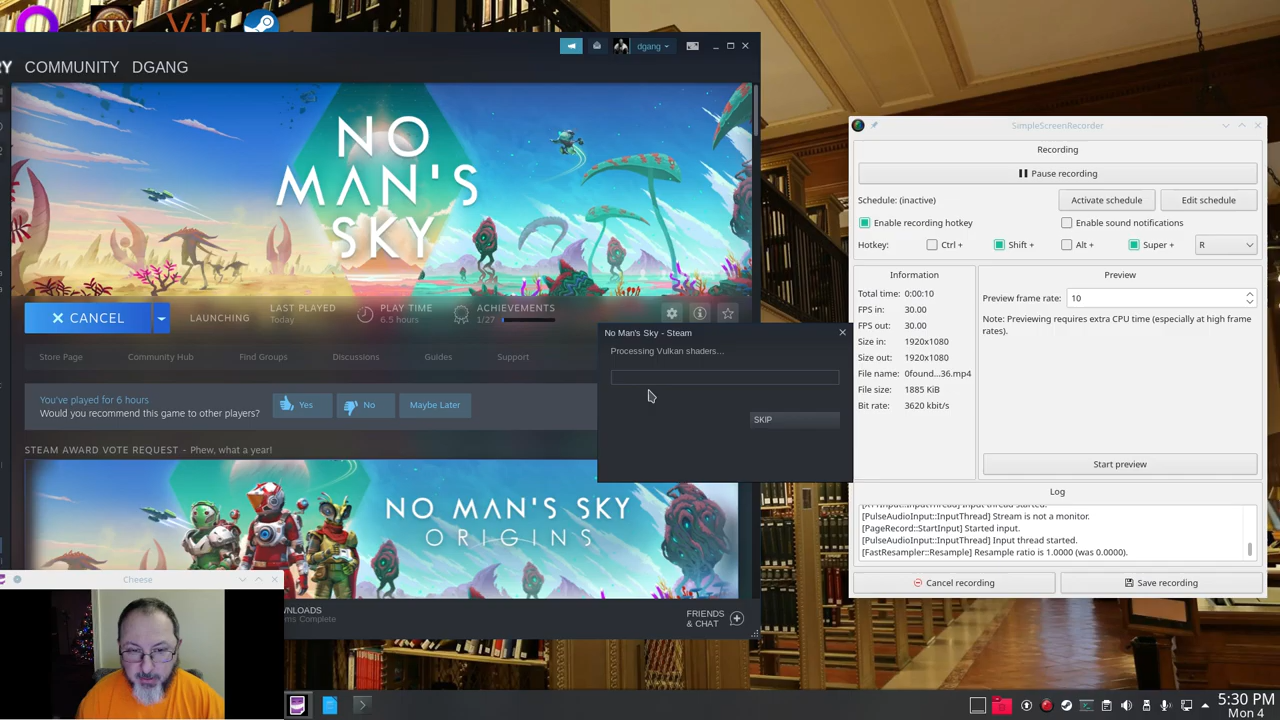 CIV VI
dgang
COMMUNITY DGANG
NO
MAN'S
SKY
CANCEL
LAUNCHING
LAST PLAYED
Today
PLAY TIME
6.5 hours
ACHIEVEMENTS
1/27
Store Page Community Hub Find Groups Discussions Guides Support
You've played for 6 hours
Would you recommend this game to other players?
Yes No Maybe Later
STEAM AWARD VOTE REQUEST - Phew, what a year!
NO MAN'S SKY
ORIGINS
Complete
FRIENDS
& CHAT
No Man's Sky - Steam
Processing Vulkan shaders...
SKIP
Cheese
SimpleScreenRecorder
Recording
Pause recording
Schedule: (inactive)
Activate schedule
Edit schedule
Enable recording hotkey
Enable sound notifications
Hotkey: Ctrl + Shift + Alt + Super + R
Information
Total time: 0:00:10
FPS in: 30.00
FPS out: 30.00
Size in: 1920x1080
Size out: 1920x1080
File name: 0found...36.mp4
File size: 1885 KiB
Bit rate: 3620 kbit/s
Preview
Preview frame rate: 10
Note: Previewing requires extra CPU time (especially at high frame
rates).
Start preview
Log
[PulseAudioInput::InputThread] Stream is not a monitor.
[PageRecord::StartInput] Started input.
[PulseAudioInput::InputThread] Input thread started.
[FastResampler::Resample] Resample ratio is 1.0000 (was 0.0000).
Cancel recording
Save recording
5:30 PM
Mon 4